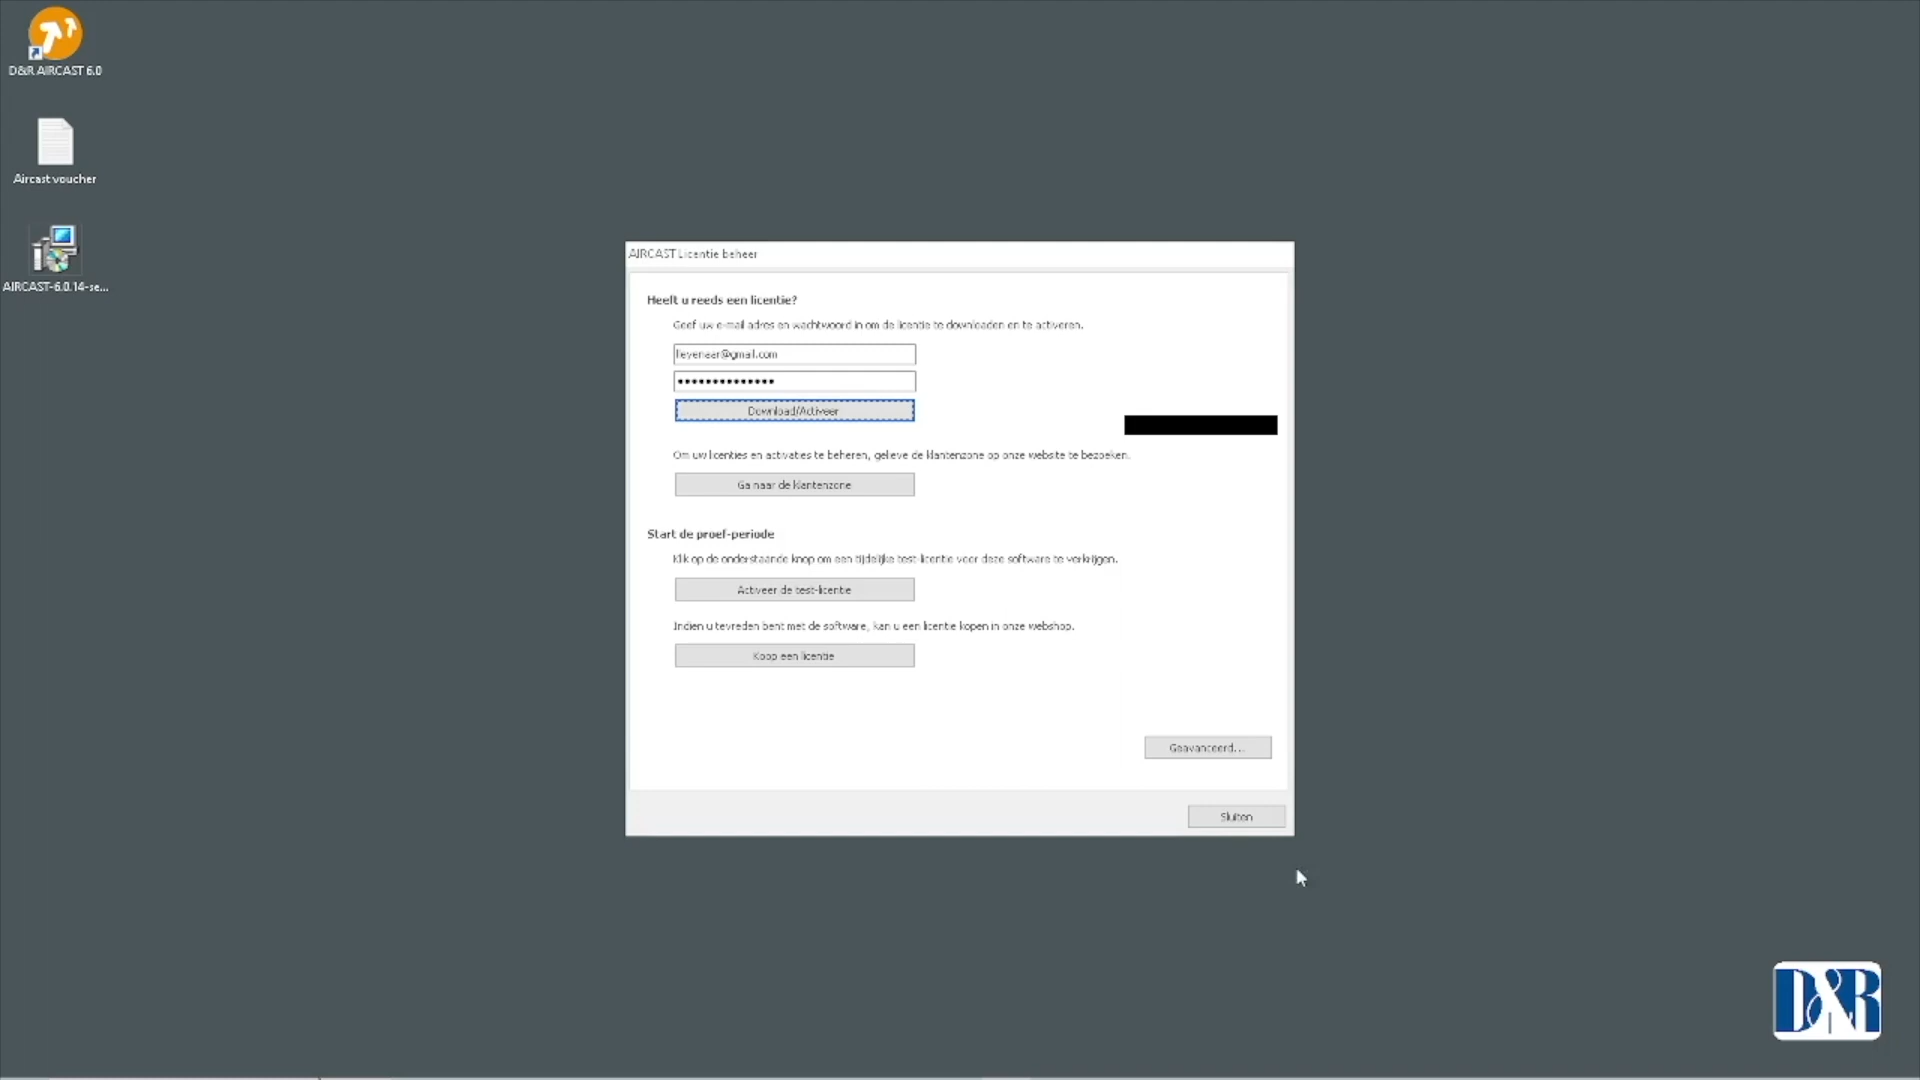 D&R AIRCAST 6.0
Aircast voucher
AIRCAST-6.0.14-se...
AIRCAST Licentie beheer
Heeft u reeds een licentie?
Geef uw e-mail adres en wachtwoord in om de licentie te downloaden en te activeren.
lievenaar@gmail.com
••••••••••••••
Download/Activeer
Om uw licenties en activaties te beheren, gelieve de klantenzone op onze website te bezoeken.
Ga naar de klantenzone
Start de proef-periode
Klik op de onderstaande knop om een tijdelijke test-licentie voor deze software te verkrijgen.
Activeer de test-licentie
Indien u tevreden bent met de software, kan u een licentie kopen in onze webshop.
Koop een licentie
Geavanceerd...
Sluiten
D&R